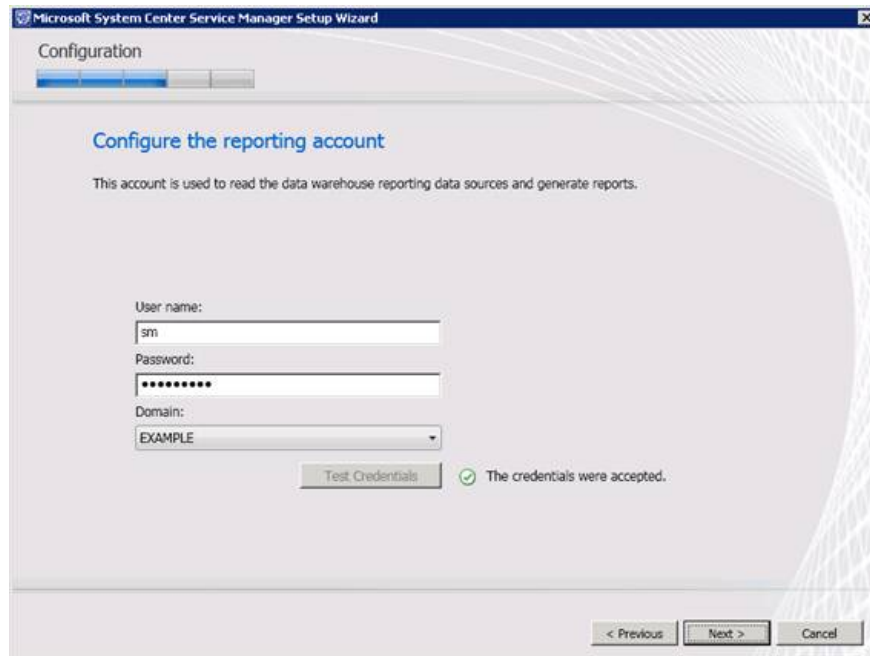 Microsoft System Center Service Manager Setup Wizard
Configuration
Configure the reporting account
This account is used to read the data warehouse reporting data sources and generate reports.
User name:
sm
Password:
•••••••••
Domain:
EXAMPLE
Test Credentials The credentials were accepted.
< Previous Next > Cancel